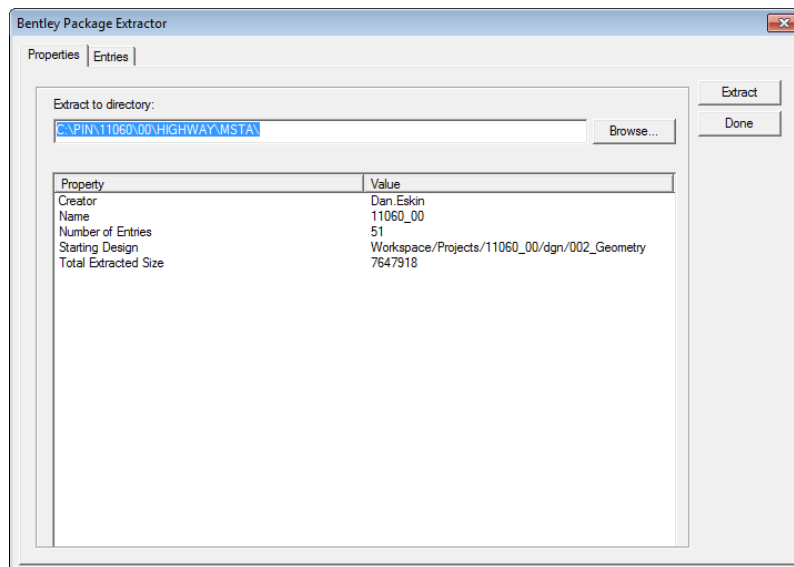 Bentley Package Extractor
Properties Entries
Extract to directory:
Extract
C:\PIN\11060\00\HIGHWAY\MSTA\ Browse... Done
Property Value
Creator Dan.Eskin
Name 11060_00
Number of Entries 51
Starting Design Workspace/Projects/11060_00/dgn/002_Geometry
Total Extracted Size 7647918